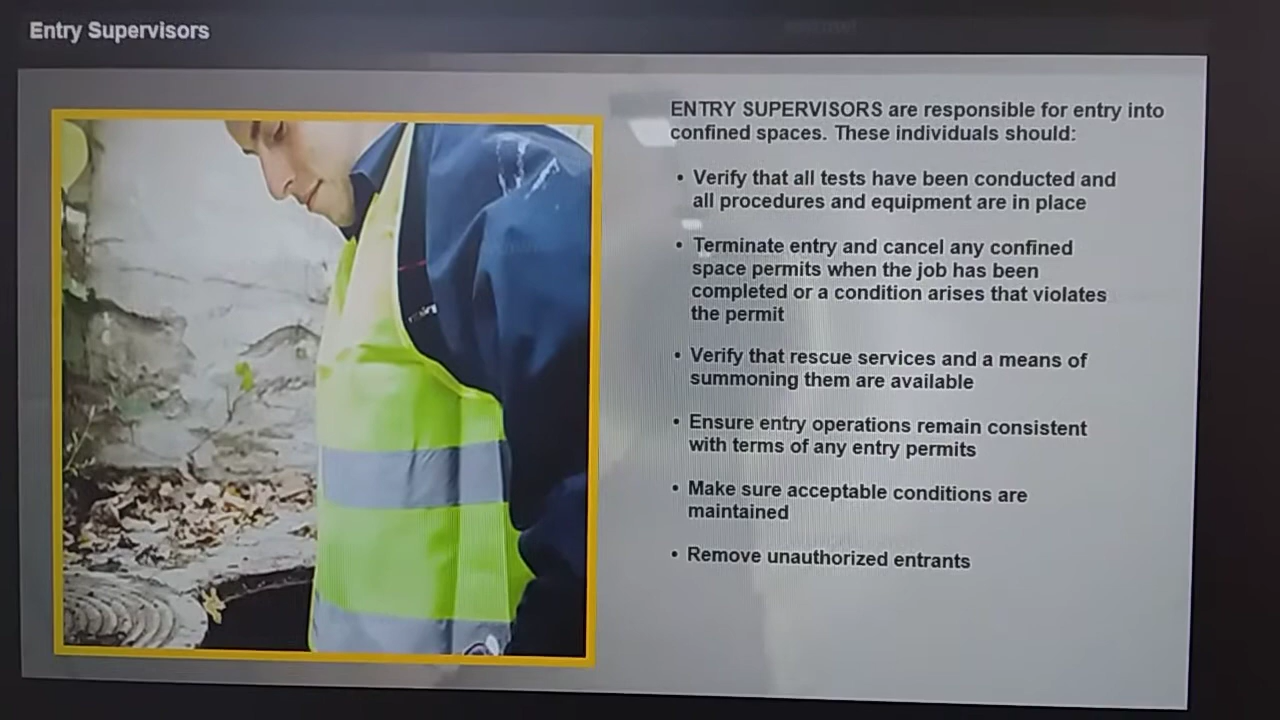 Entry Supervisors
ENTRY SUPERVISORS are responsible for entry into
confined spaces. These individuals should:
• Verify that all tests have been conducted and
all procedures and equipment are in place
• Terminate entry and cancel any confined
space permits when the job has been
completed or a condition arises that violates
the permit
• Verify that rescue services and a means of
summoning them are available
• Ensure entry operations remain consistent
with terms of any entry permits
• Make sure acceptable conditions are
maintained
• Remove unauthorized entrants